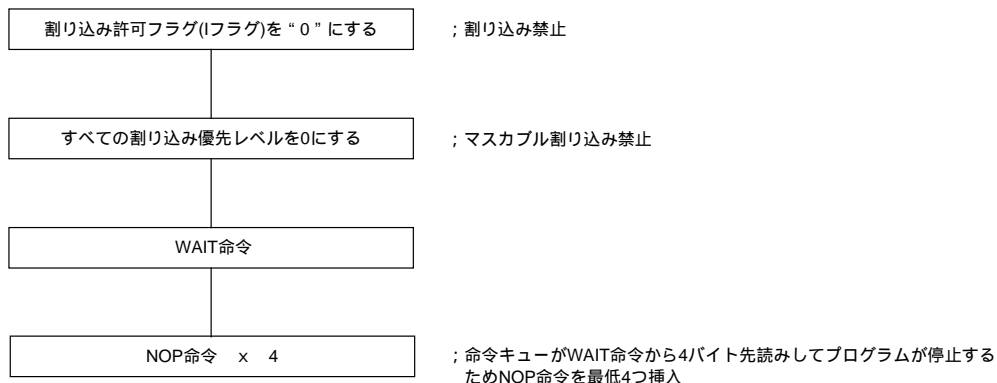 割り込み許可フラグ(Iフラグ)を“0”にする ；割り込み禁止
すべての割り込み優先レベルを0にする ；マスカブル割り込み禁止
WAIT命令
NOP命令 x 4 ；命令キューがWAIT命令から4バイト先読みしてプログラムが停止する
ためNOP命令を最低4つ挿入